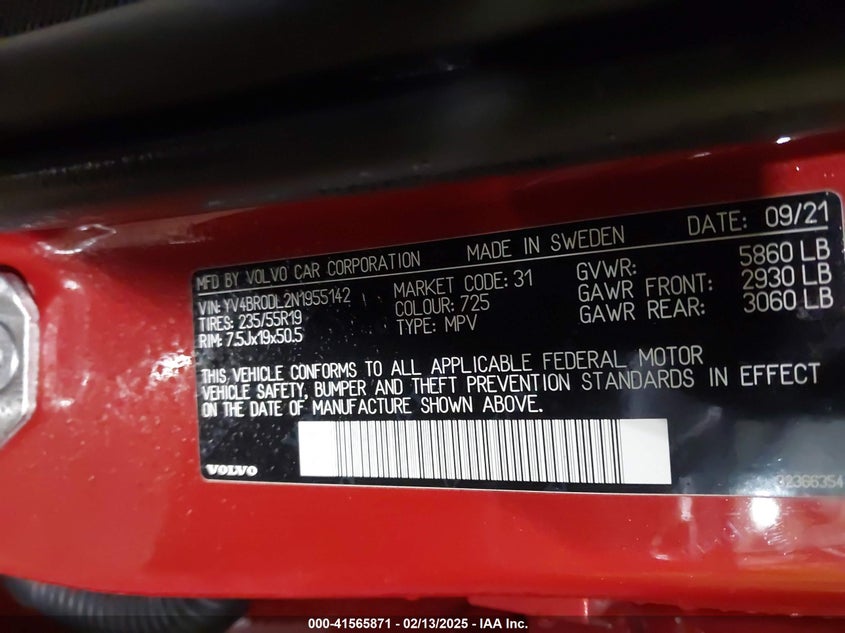 MFD BY VOLVO CAR CORPORATION MADE IN SWEDEN DATE: 09/21
VIN: YV4BR0DL2N1955142 MARKET CODE: 31 GVWR: 5860 LB
TIRES: 235/55R19 COLOUR: 725 GAWR FRONT: 2930 LB
RIM: 7.5Jx19x50.5 TYPE: MPV GAWR REAR: 3060 LB
THIS VEHICLE CONFORMS TO ALL APPLICABLE FEDERAL MOTOR
VEHICLE SAFETY, BUMPER AND THEFT PREVENTION STANDARDS IN EFFECT
ON THE DATE OF MANUFACTURE SHOWN ABOVE.
VOLVO
32366354
000-41565871 - 02/13/2025 - IAA Inc.